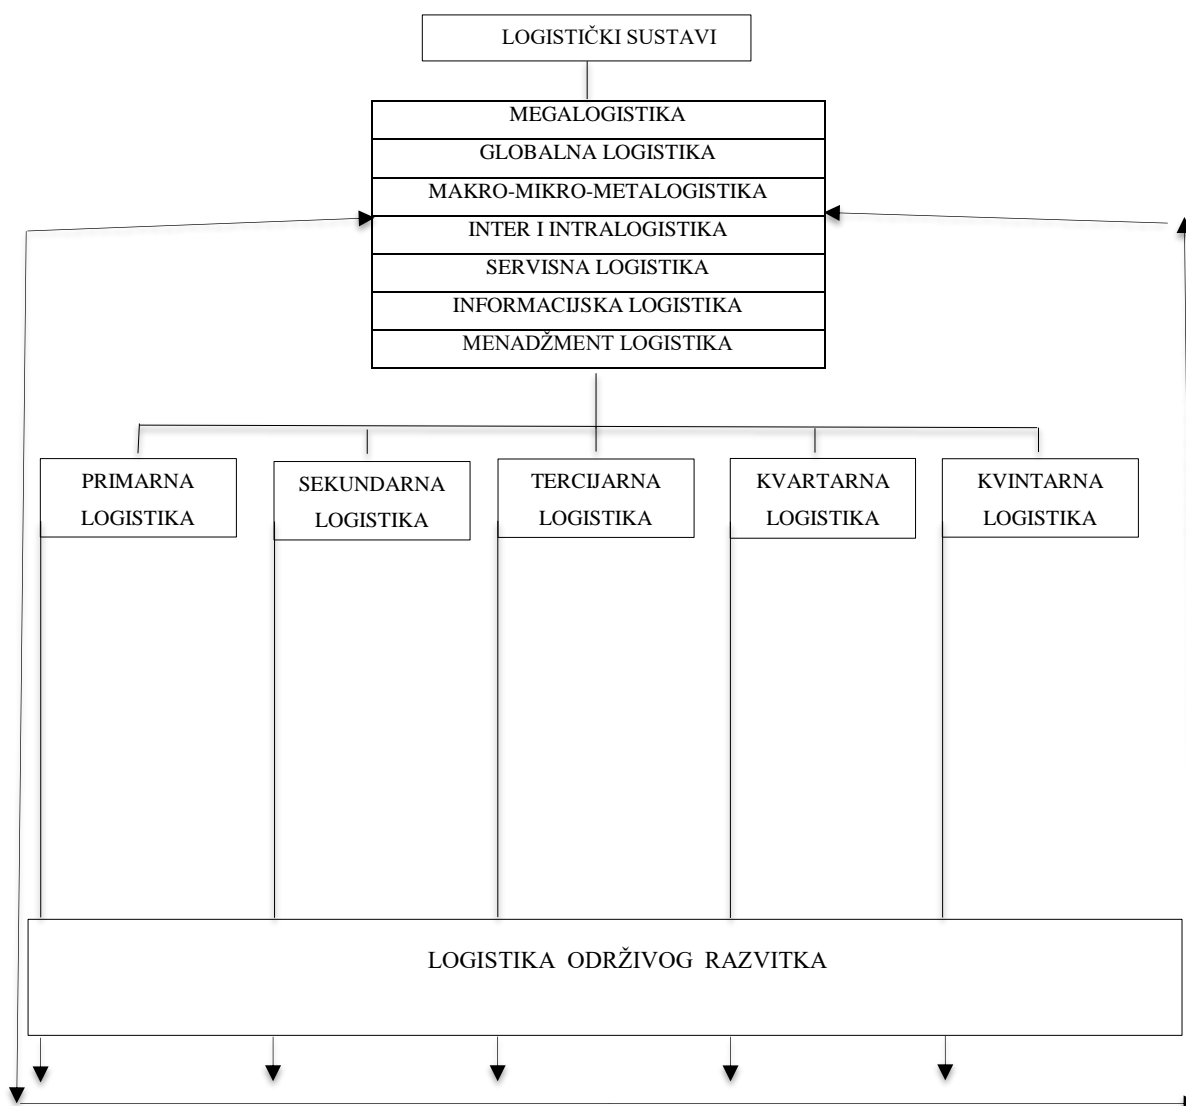 LOGISTIČKI SUSTAVI
MEGALOGISTIKA
GLOBALNA LOGISTIKA
MAKRO-MIKRO-METALOGISTIKA
INTER I INTRALOGISTIKA
SERVISNA LOGISTIKA
INFORMACIJSKA LOGISTIKA
MENADŽMENT LOGISTIKA
PRIMARNA
LOGISTIKA
SEKUNDARNA
LOGISTIKA
TERCIJARNA
LOGISTIKA
KVARTARNA
LOGISTIKA
KVINTARNA
LOGISTIKA
LOGISTIKA ODRŽIVOG RAZVITKA